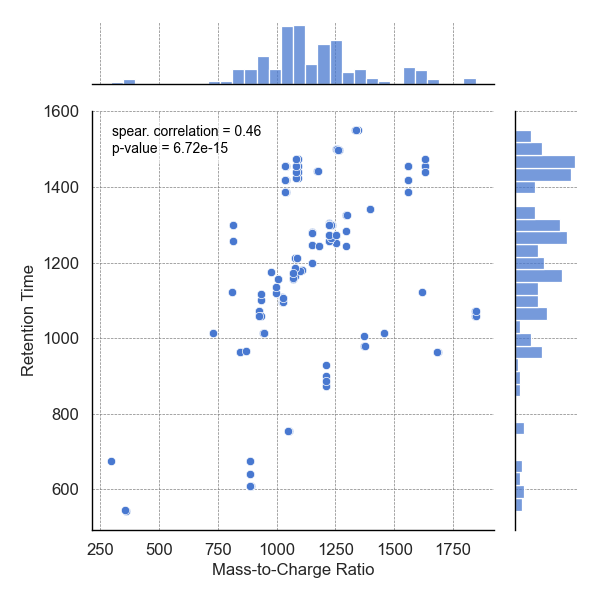 spear. correlation = 0.46
p-value = 6.72e-15
Retention Time
1600
1400
1200
1000
800
600
250 500 750 1000 1250 1500 1750
Mass-to-Charge Ratio